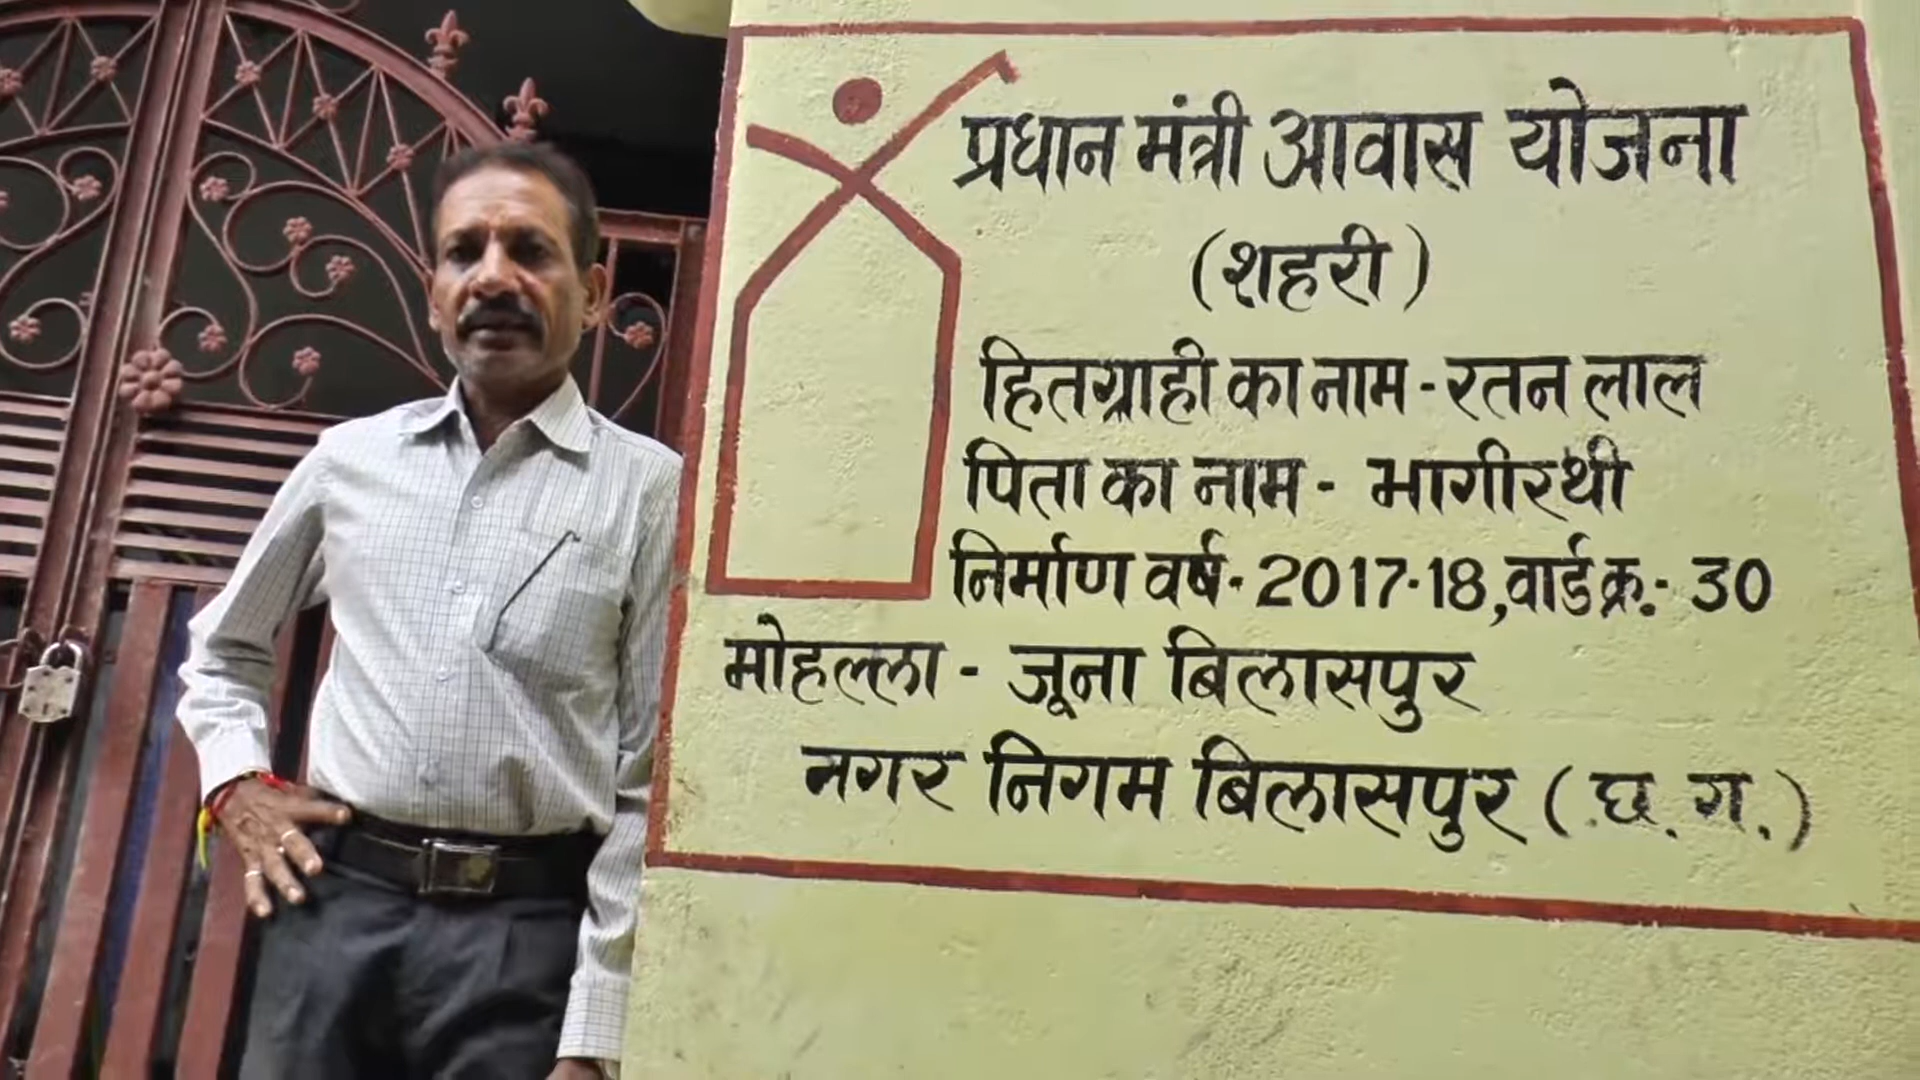 प्रधान मंत्री आवास योजना
(शहरी)
हितग्राही का नाम - रतन लाल
पिता का नाम - भागीरथी
निर्माण वर्ष - 2017-18, वार्ड क्र.- 30
मोहल्ला - जूना बिलासपुर
नगर निगम बिलासपुर (छ. ग.)